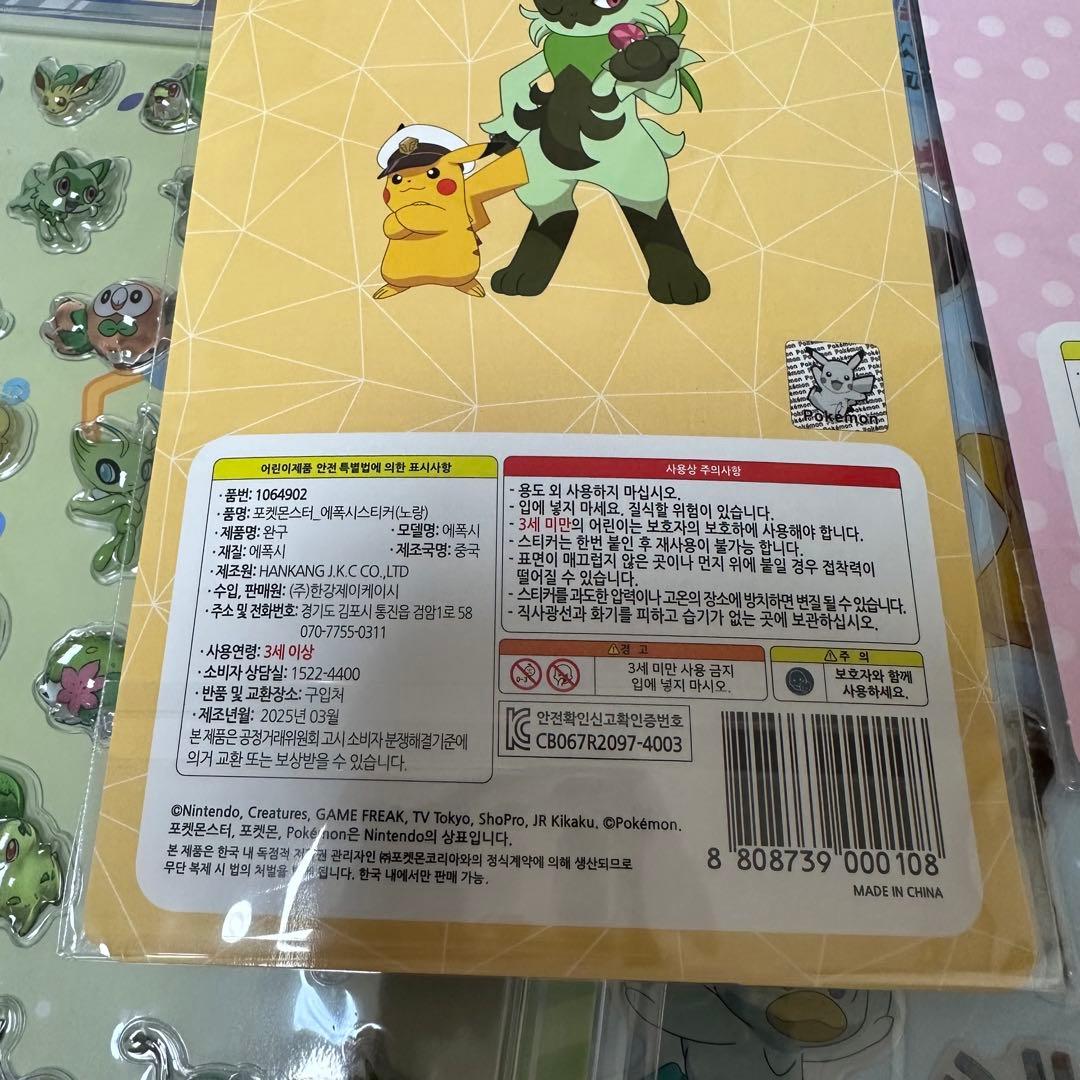 Pokémon
어린이제품 안전 특별법에 의한 표시사항
· 품번: 1064902
· 품명: 포켓몬스터_에폭시스티커(노랑)
· 제품명: 완구 · 모델명: 에폭시
· 재질: 에폭시 · 제조국명: 중국
· 제조원: HANKANG J.K.C CO.,LTD
· 수입, 판매원: (주)한강제이케이시
· 주소 및 전화번호: 경기도 김포시 통진읍 검암1로 58
070-7755-0311
· 사용연령: 3세 이상
· 소비자 상담실: 1522-4400
· 반품 및 교환장소: 구입처
· 제조년월: 2025년 03월
본 제품은 공정거래위원회 고시 소비자 분쟁해결기준에
의거 교환 또는 보상받을 수 있습니다.
사용상 주의사항
- 용도 외 사용하지 마십시오.
- 입에 넣지 마세요. 질식할 위험이 있습니다.
- 3세 미만의 어린이는 보호자의 보호하에 사용해야 합니다.
- 스티커는 한번 붙인 후 재사용이 불가능 합니다.
- 표면이 매끄럽지 않은 곳이나 먼지 위에 붙일 경우 접착력이
떨어질 수 있습니다.
- 스티커를 과도한 압력이나 고온의 장소에 방치하면 변질 될 수 있습니다.
- 직사광선과 화기를 피하고 습기가 없는 곳에 보관하십시오.
⚠경 고
0-3
3세 미만 사용 금지
입에 넣지 마시오.
⚠주 의
보호자와 함께
사용하세요.
안전확인신고확인증번호
CB067R2097-4003
©Nintendo, Creatures, GAME FREAK, TV Tokyo, ShoPro, JR Kikaku. ©Pokémon.
포켓몬스터, 포켓몬, Pokémon은 Nintendo의 상표입니다.
본 제품은 한국 내 독점적 관리자인 ㈜포켓몬코리아와의 정식계약에 의해 생산되므로
무단 복제 시 법의 처벌을 됩니다. 한국 내에서만 판매 가능.
8 808739 000108
MADE IN CHINA